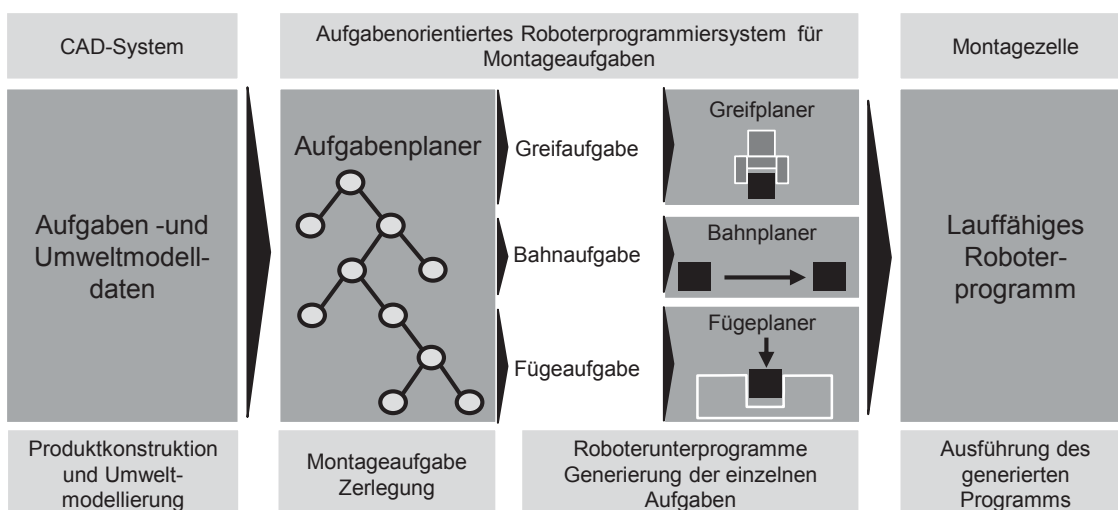 CAD-System
Aufgabenorientiertes Roboterprogrammiersystem für
Montageaufgaben
Montagezelle
Aufgaben -und
Umweltmodell-
daten
Aufgabenplaner
Greifaufgabe
Bahnaufgabe
Fügeaufgabe
Greifplaner
Bahnplaner
Fügeplaner
Lauffähiges
Roboter-
programm
Produktkonstruktion
und Umwelt-
modellierung
Montageaufgabe
Zerlegung
Roboterunterprogramme
Generierung der einzelnen
Aufgaben
Ausführung des
generierten
Programms